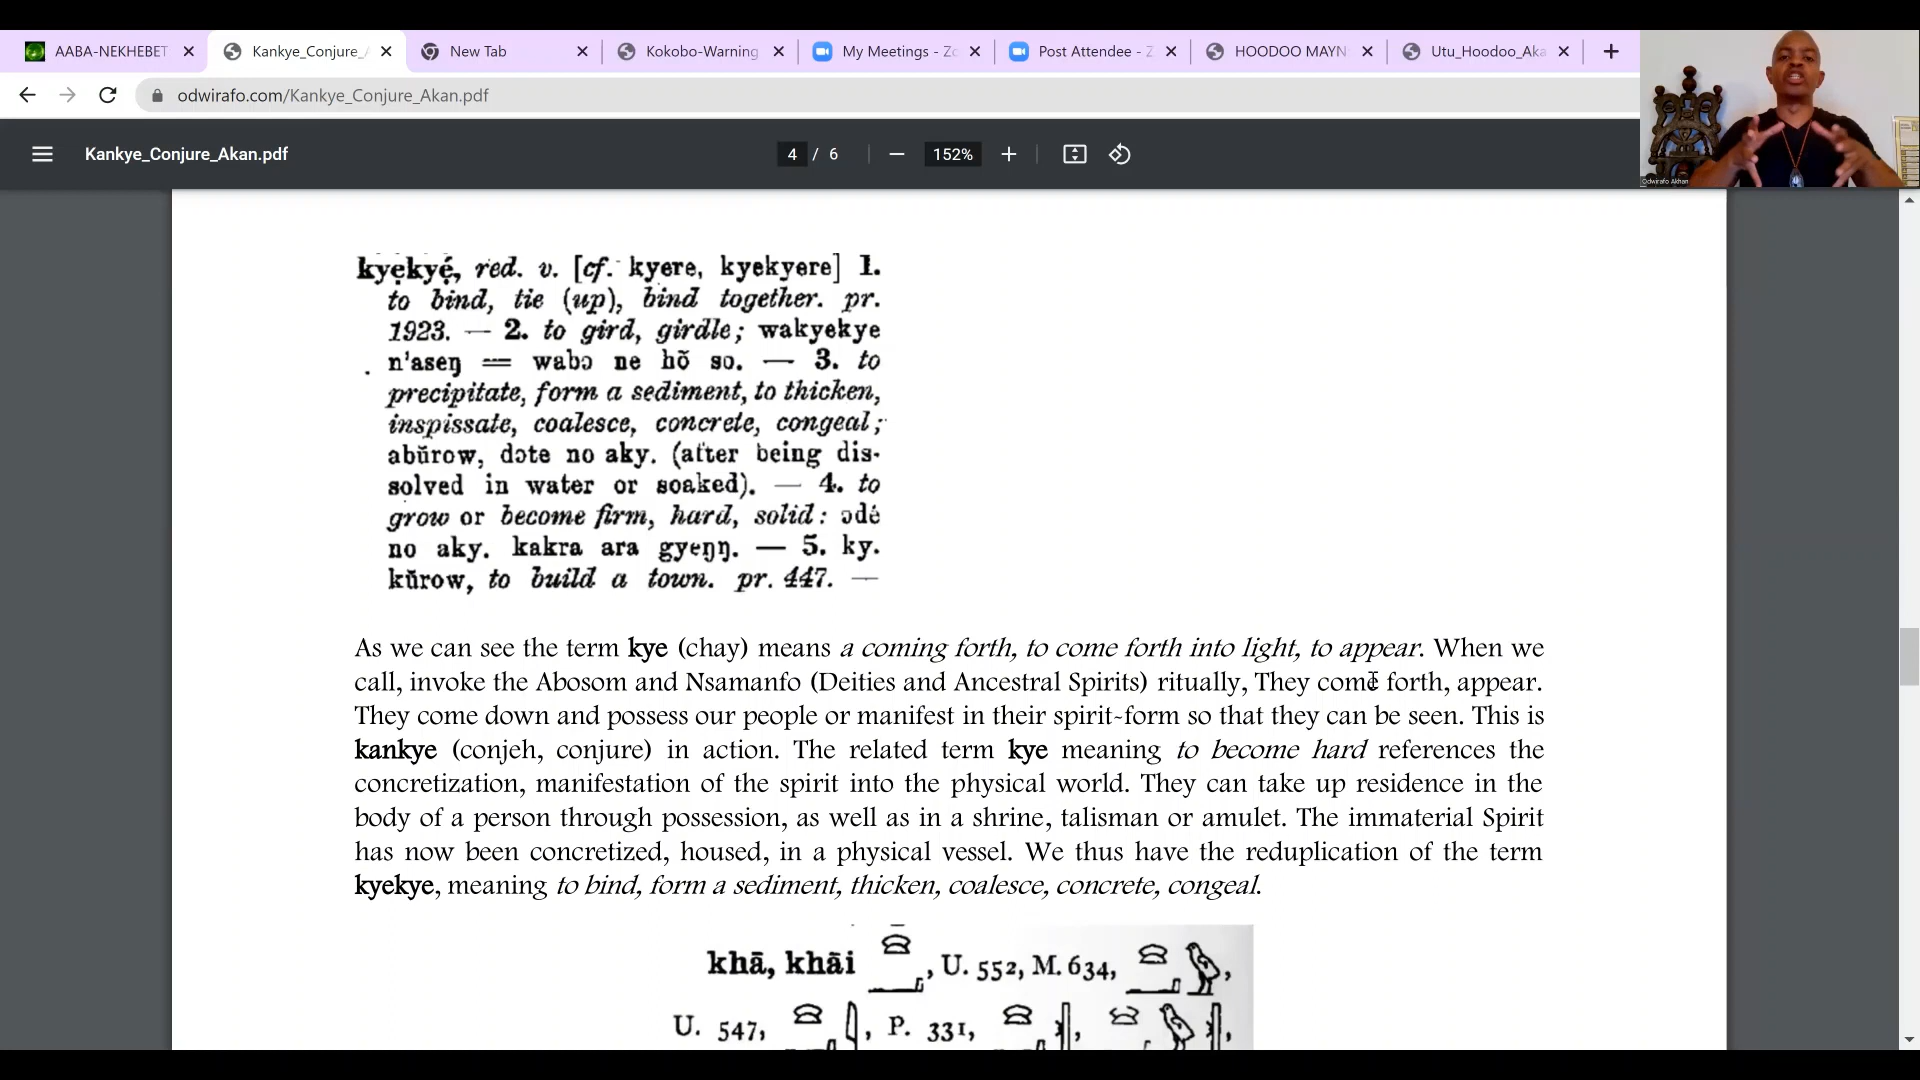 AABA-NEKHEBET
Kankye_Conjure_A
New Tab
Kokobo-Warning
My Meetings - Zo
Post Attendee - Z
HOODOO MAYN
Utu_Hoodoo_Aka
odwirafo.com/Kankye_Conjure_Akan.pdf
Kankye_Conjure_Akan.pdf
4 / 6
152%
Odwirafo Akhan
kyẹkyẹ́, red. v. [cf. kyere, kyekyere] 1.
to bind, tie (up), bind together. pr.
1923. — 2. to gird, girdle; wakyekye
n'aseŋ = wabɔ ne hõ so. — 3. to
precipitate, form a sediment, to thicken,
inspissate, coalesce, concrete, congeal;
abŭrow, dɔte no aky. (after being dis-
solved in water or soaked). — 4. to
grow or become firm, hard, solid: ɔdé
no aky. kakra ara gyeŋŋ. — 5. ky.
kŭrow, to build a town. pr. 447. —
As we can see the term kye (chay) means a coming forth, to come forth into light, to appear. When we
call, invoke the Abosom and Nsamanfo (Deities and Ancestral Spirits) ritually, They come forth, appear.
They come down and possess our people or manifest in their spirit-form so that they can be seen. This is
kankye (conjeh, conjure) in action. The related term kye meaning to become hard references the
concretization, manifestation of the spirit into the physical world. They can take up residence in the
body of a person through possession, as well as in a shrine, talisman or amulet. The immaterial Spirit
has now been concretized, housed, in a physical vessel. We thus have the reduplication of the term
kyekye, meaning to bind, form a sediment, thicken, coalesce, concrete, congeal.
khā, khāi , U. 552, M. 634, ,
U. 547, , P. 331, , ,